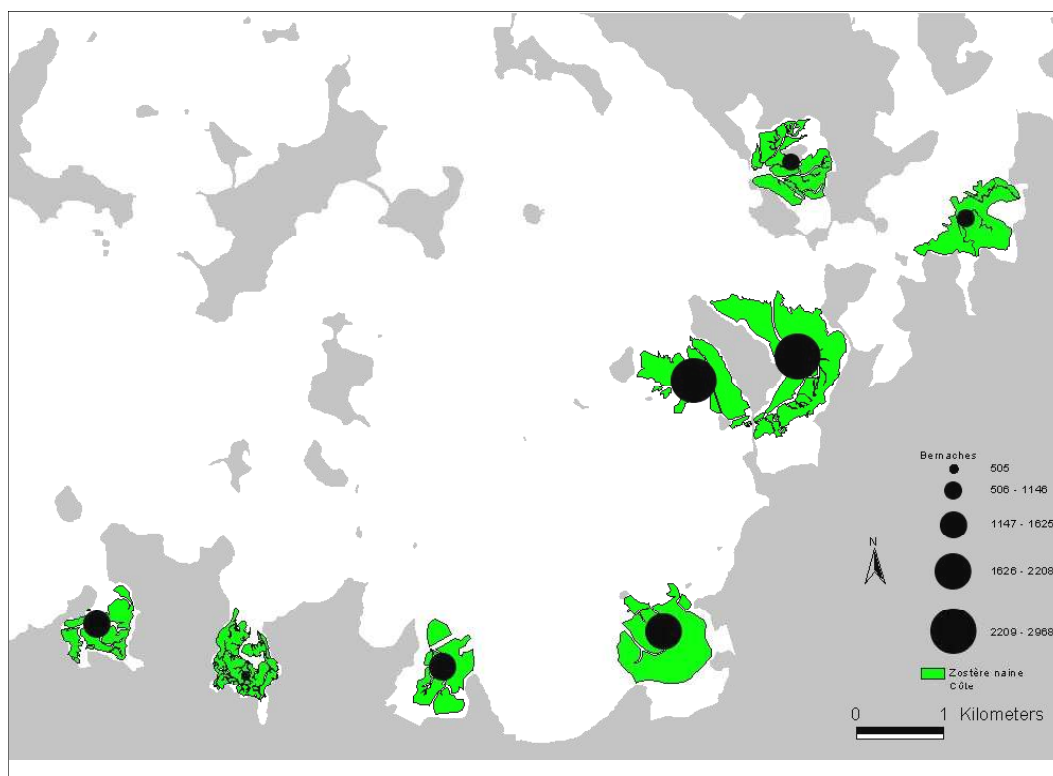 Bernaches
505
506 - 1146
1147 - 1625
1626 - 2208
2209 - 2968
N
Zostère naine
Côte
0 1 Kilometers